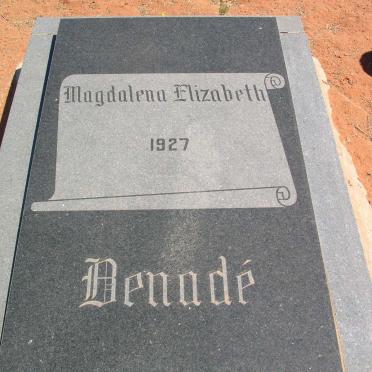 Magdalena Elizabeth
1927
Benadé